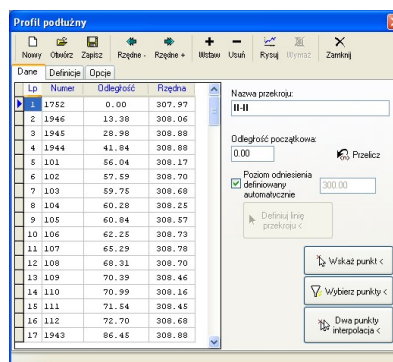 Profil podłużny
Nowy Otwórz Zapisz Rzędne - Rzędne + Wstaw Usuń Rysuj Wymaż Zamknij
Dane Definicje Opcje
Lp Numer Odległość Rzędna
1 1752 0.00 307.97
2 1946 13.38 308.06
3 1945 28.98 308.88
4 1944 41.84 308.88
5 101 56.04 308.17
6 102 57.59 308.70
7 103 59.75 308.68
8 104 60.28 308.25
9 105 60.84 308.57
10 106 62.25 308.73
11 107 65.29 308.78
12 108 68.31 308.70
13 109 70.39 308.46
14 110 70.99 308.16
15 111 71.54 308.45
16 112 72.70 308.68
17 1943 86.45 308.88
Nazwa przekroju:
II-II
Odległość początkowa:
0.00
Przelicz
Poziom odniesienia
definiowany
automatycznie
300.00
Definiuj linię
przekroju <
Wskaż punkt <
Wybierz punkty <
Dwa punkty
interpolacja <